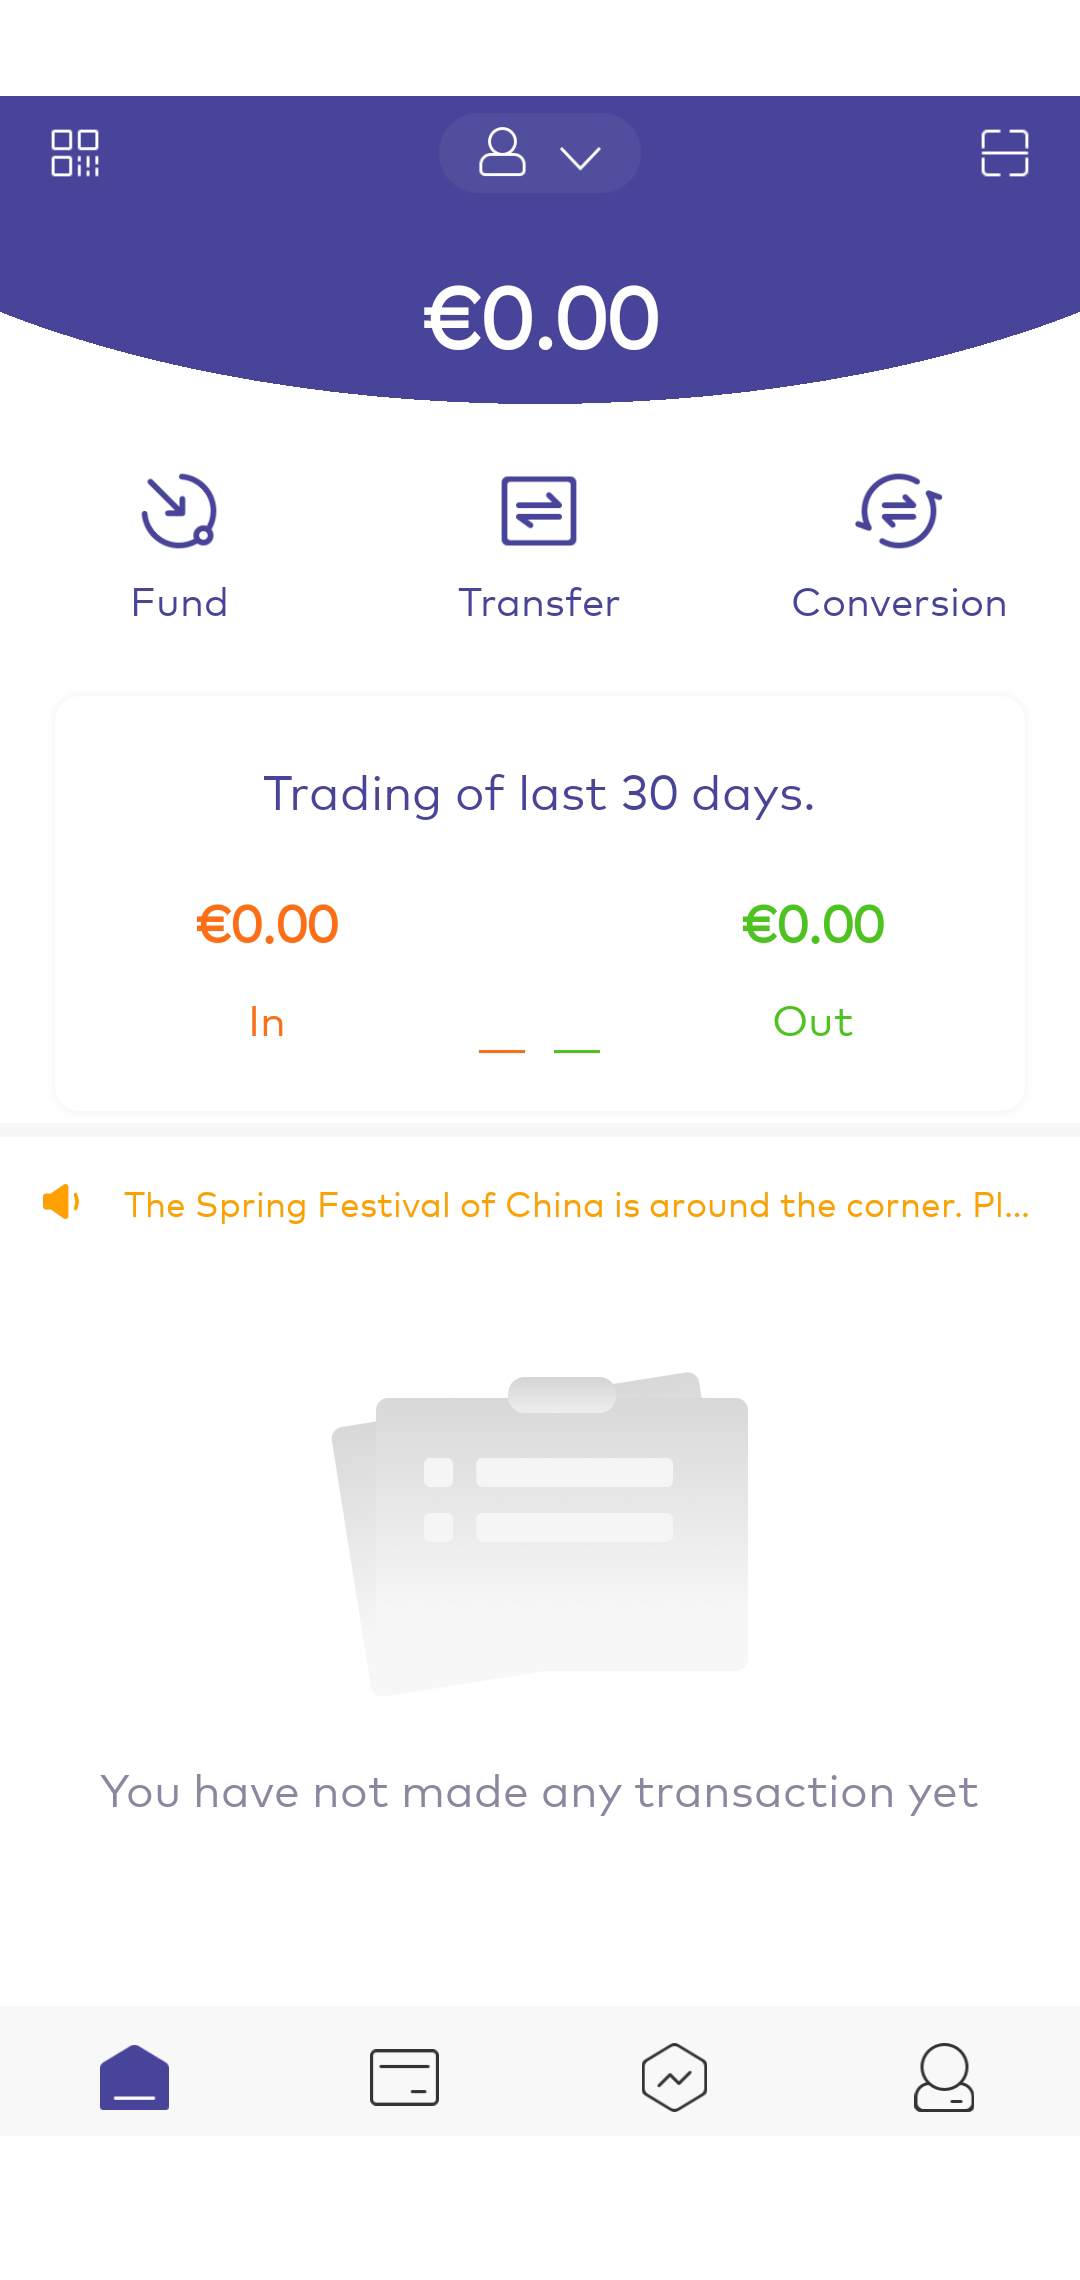 €0.00
Fund
Transfer
Conversion
Trading of last 30 days.
€0.00
€0.00
In
Out
The Spring Festival of China is around the corner. Pl...
You have not made any transaction yet